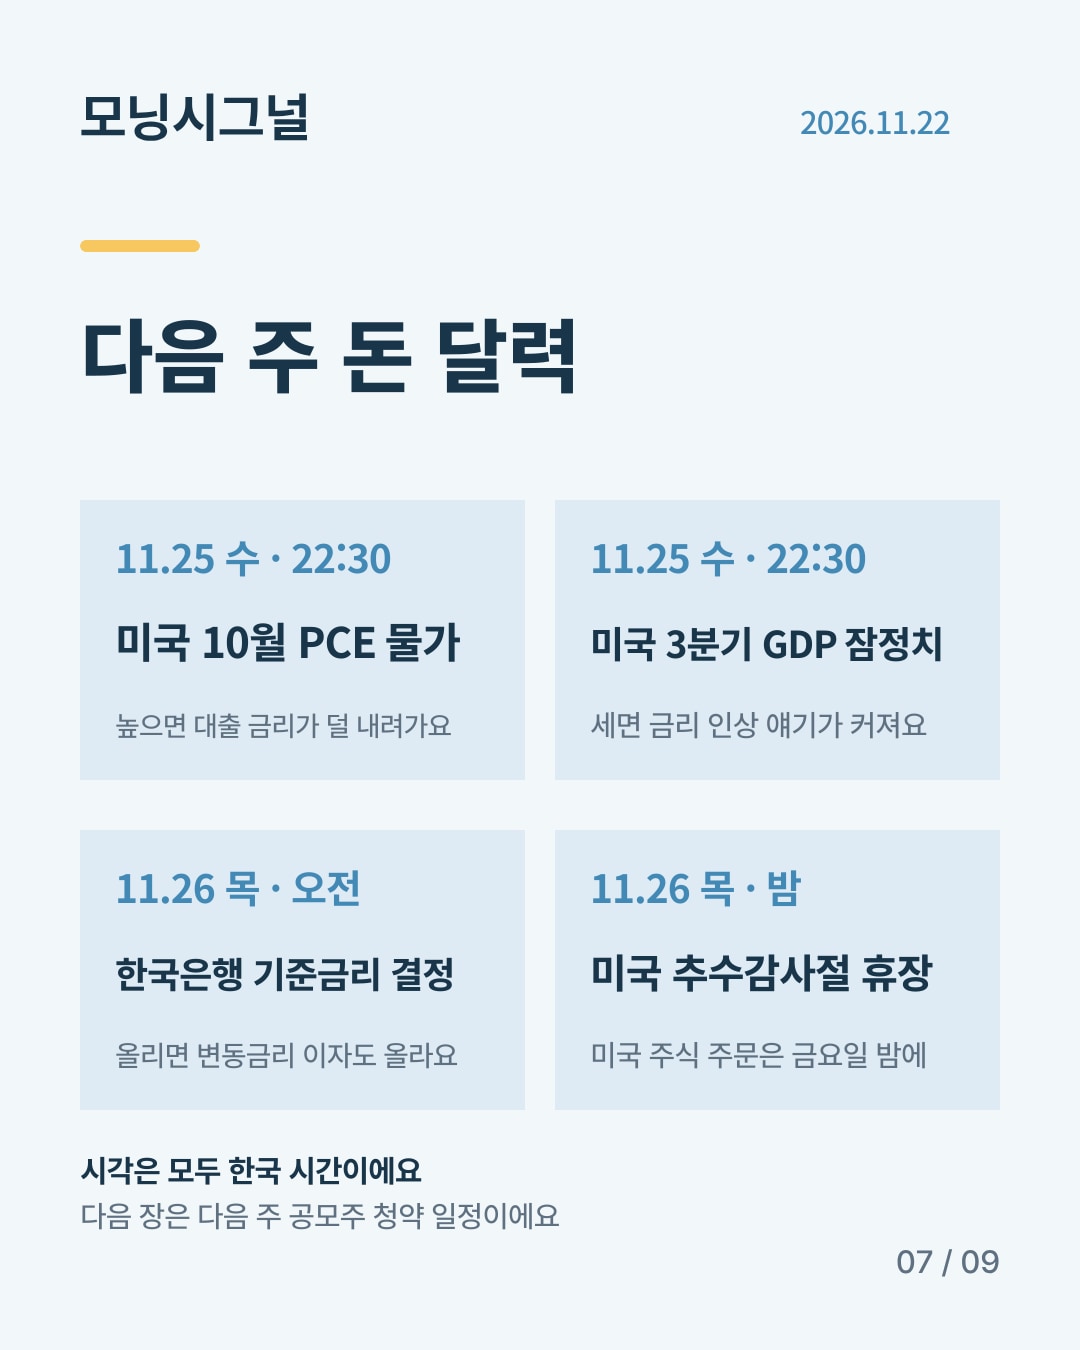 모닝시그널
2026.11.22
다음 주 돈 달력
11.25 수 · 22:30
미국 10월 PCE 물가
높으면 대출 금리가 덜 내려가요
11.25 수 · 22:30
미국 3분기 GDP 잠정치
세면 금리 인상 얘기가 커져요
11.26 목 · 오전
한국은행 기준금리 결정
올리면 변동금리 이자도 올라요
11.26 목 · 밤
미국 추수감사절 휴장
미국 주식 주문은 금요일 밤에
시각은 모두 한국 시간이에요
다음 장은 다음 주 공모주 청약 일정이에요
07 / 09